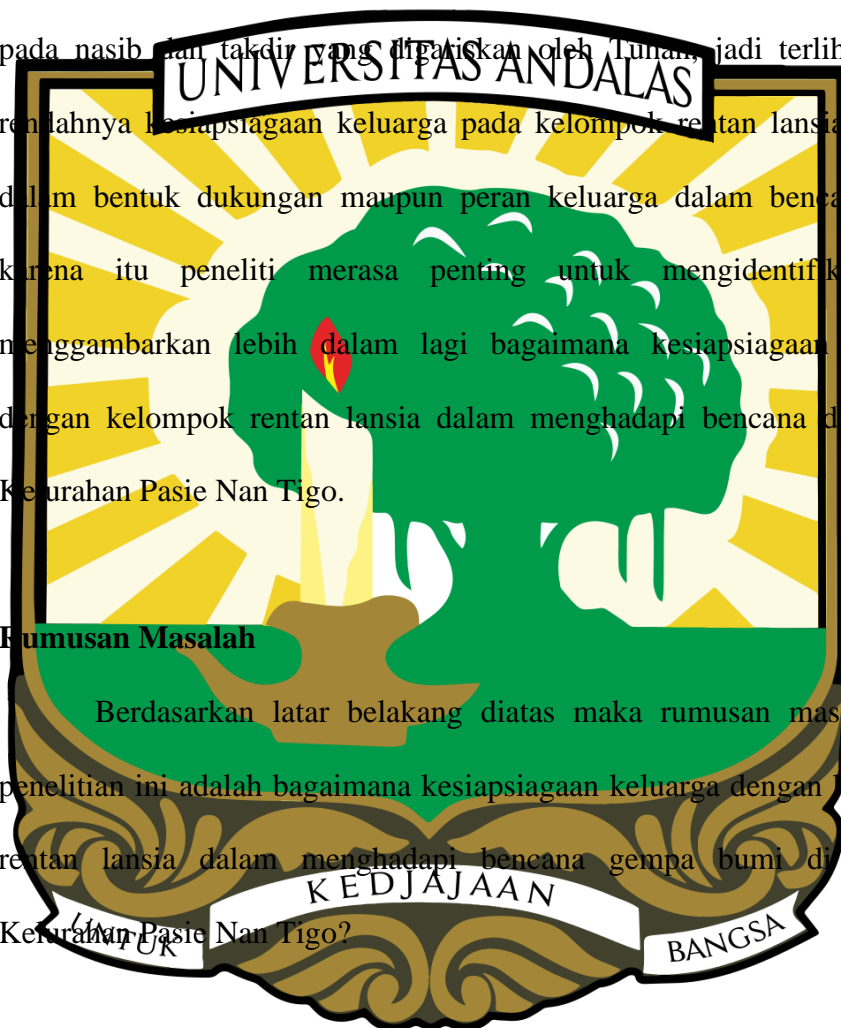 pada nasib dan takdir yang digariskan oleh Tuhan, jadi terlih
UNIVERSITAS ANDALAS
rendahnya kesiapsiagaan keluarga pada kelompok rentan lansia
dalam bentuk dukungan maupun peran keluarga dalam benca
karena itu peneliti merasa penting untuk mengidentifik
menggambarkan lebih dalam lagi bagaimana kesiapsiagaan
dengan kelompok rentan lansia dalam menghadapi bencana d
Kelurahan Pasie Nan Tigo.
Rumusan Masalah
Berdasarkan latar belakang diatas maka rumusan mas
penelitian ini adalah bagaimana kesiapsiagaan keluarga dengan
rentan lansia dalam menghadapi bencana gempa bumi di
Kelurahan Pasie Nan Tigo?
UNTUK KEDJAJAAN BANGSA